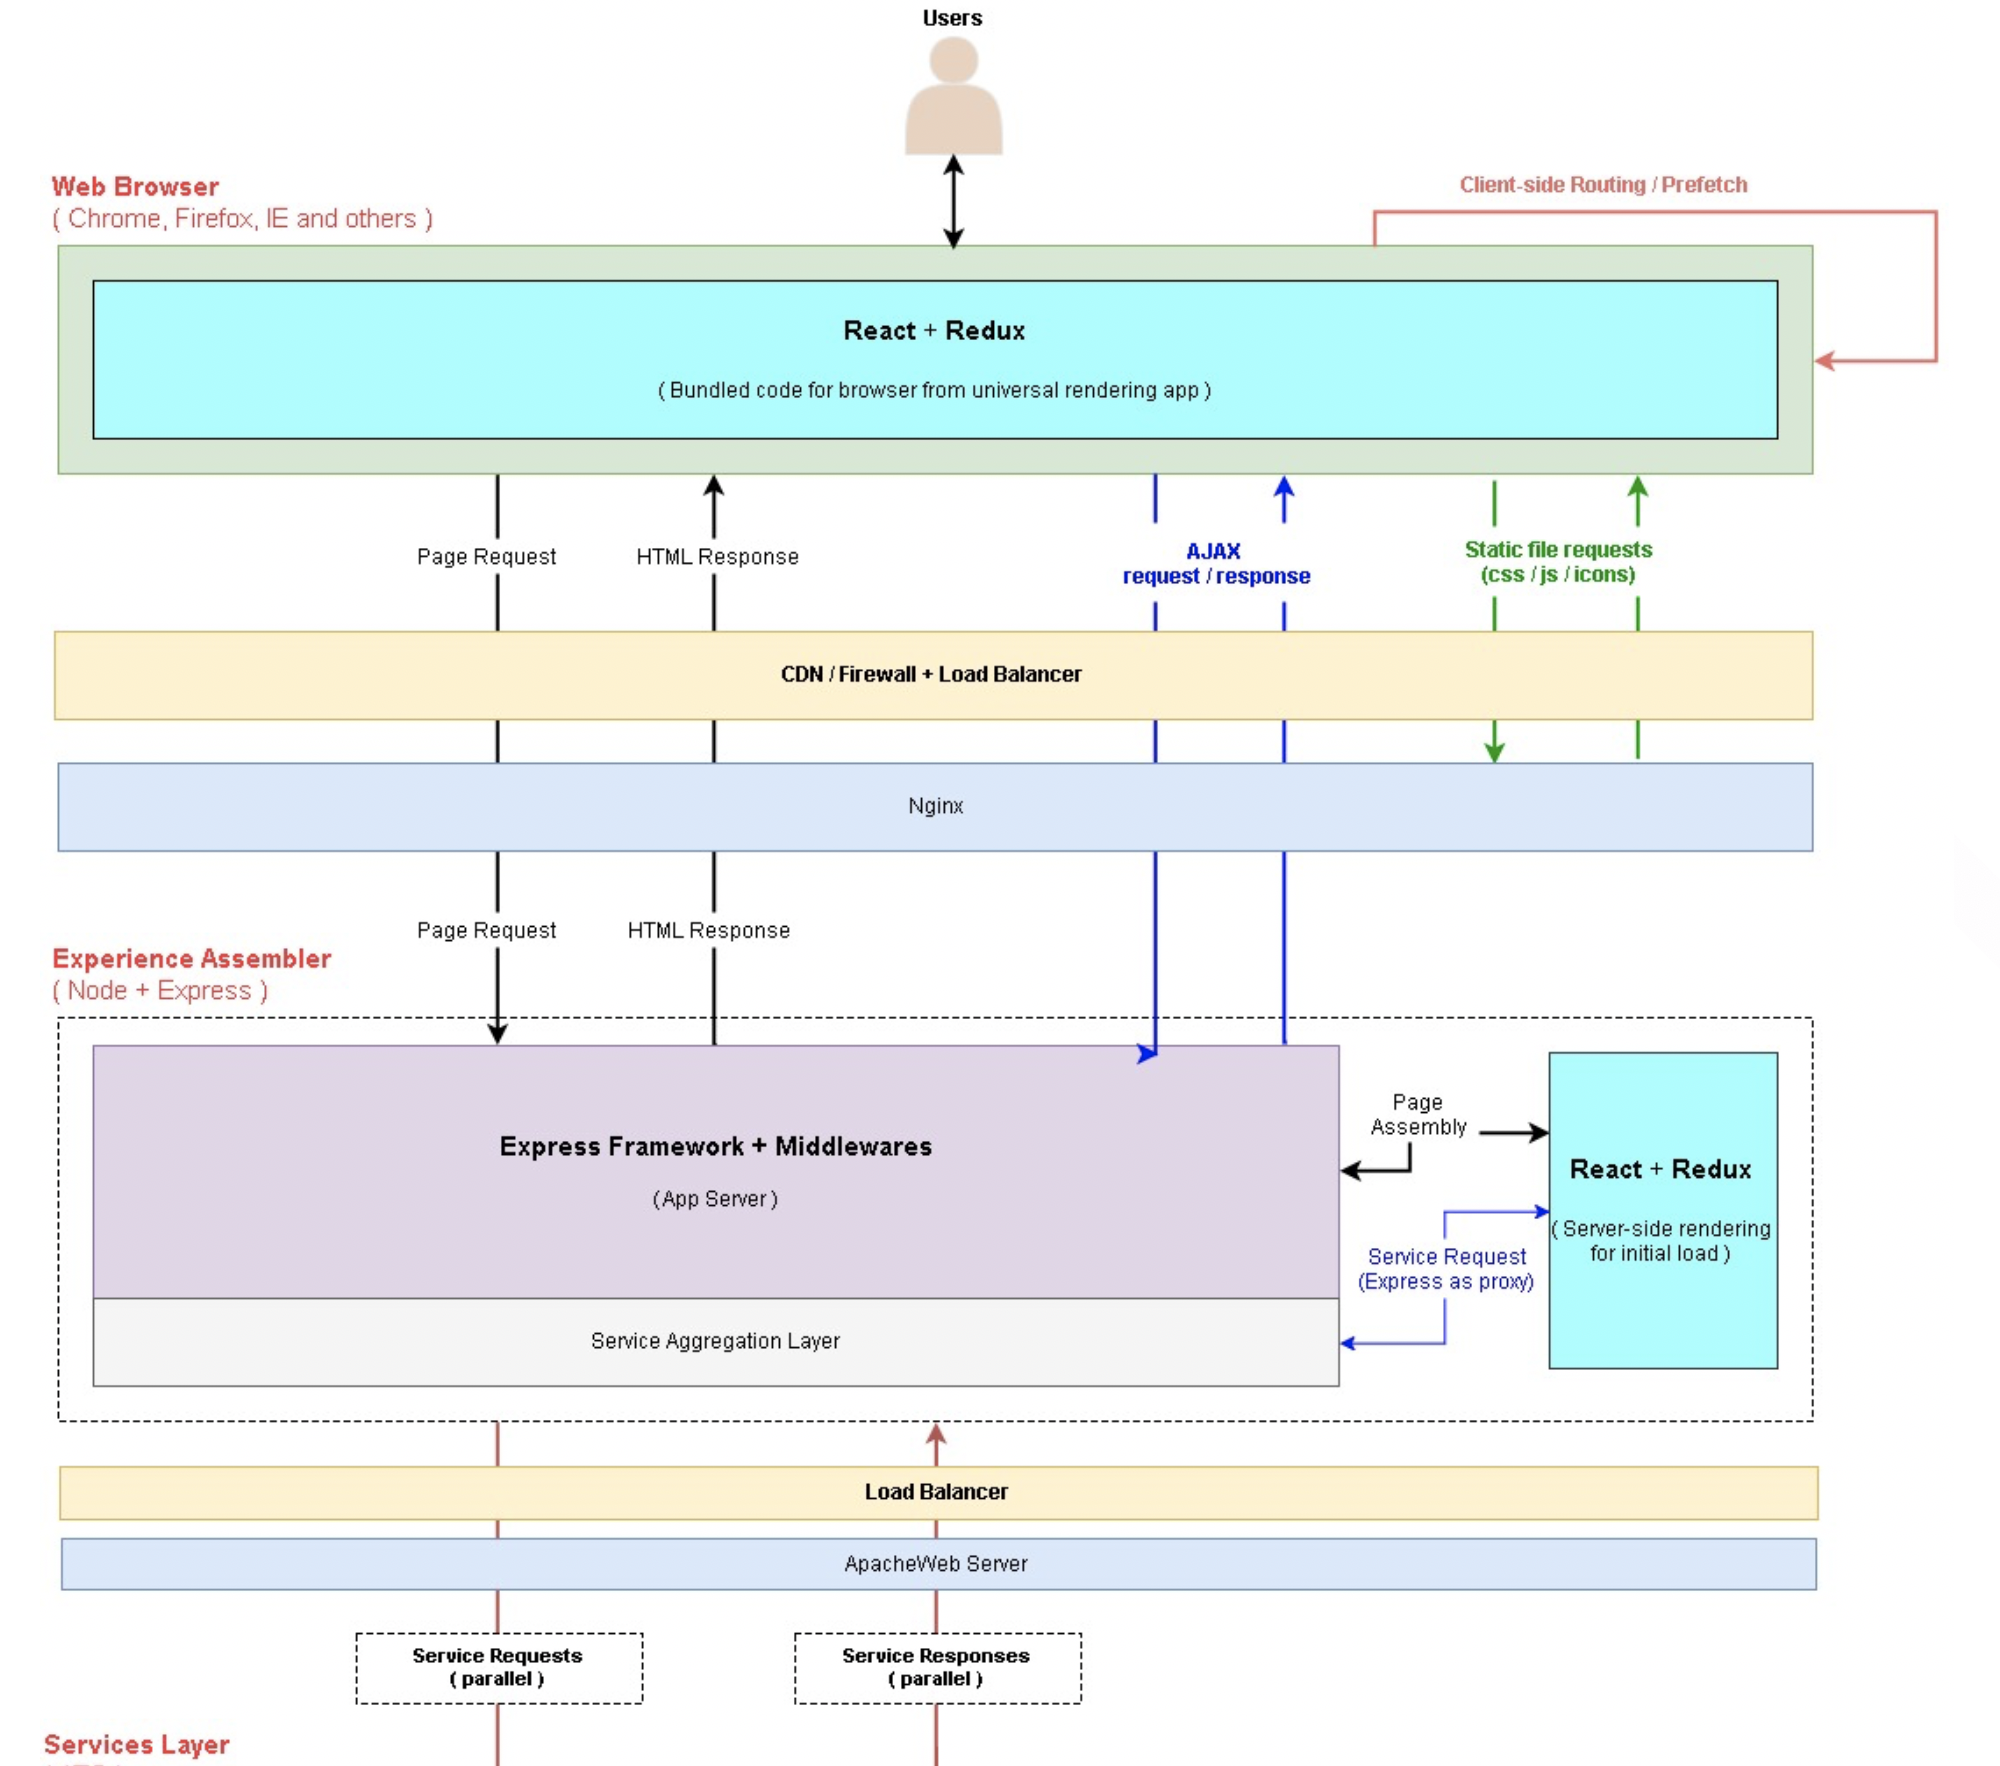 Users
Web Browser
( Chrome, Firefox, IE and others )
Client-side Routing / Prefetch
React + Redux
( Bundled code for browser from universal rendering app )
Page Request
HTML Response
AJAX
request / response
Static file requests
(css / js / icons)
CDN / Firewall + Load Balancer
Nginx
Page Request
HTML Response
Experience Assembler
( Node + Express )
Express Framework + Middlewares
( App Server )
Page
Assembly
React + Redux
( Server-side rendering
for initial load )
Service Request
(Express as proxy)
Service Aggregation Layer
Load Balancer
ApacheWeb Server
Service Requests
( parallel )
Service Responses
( parallel )
Services Layer